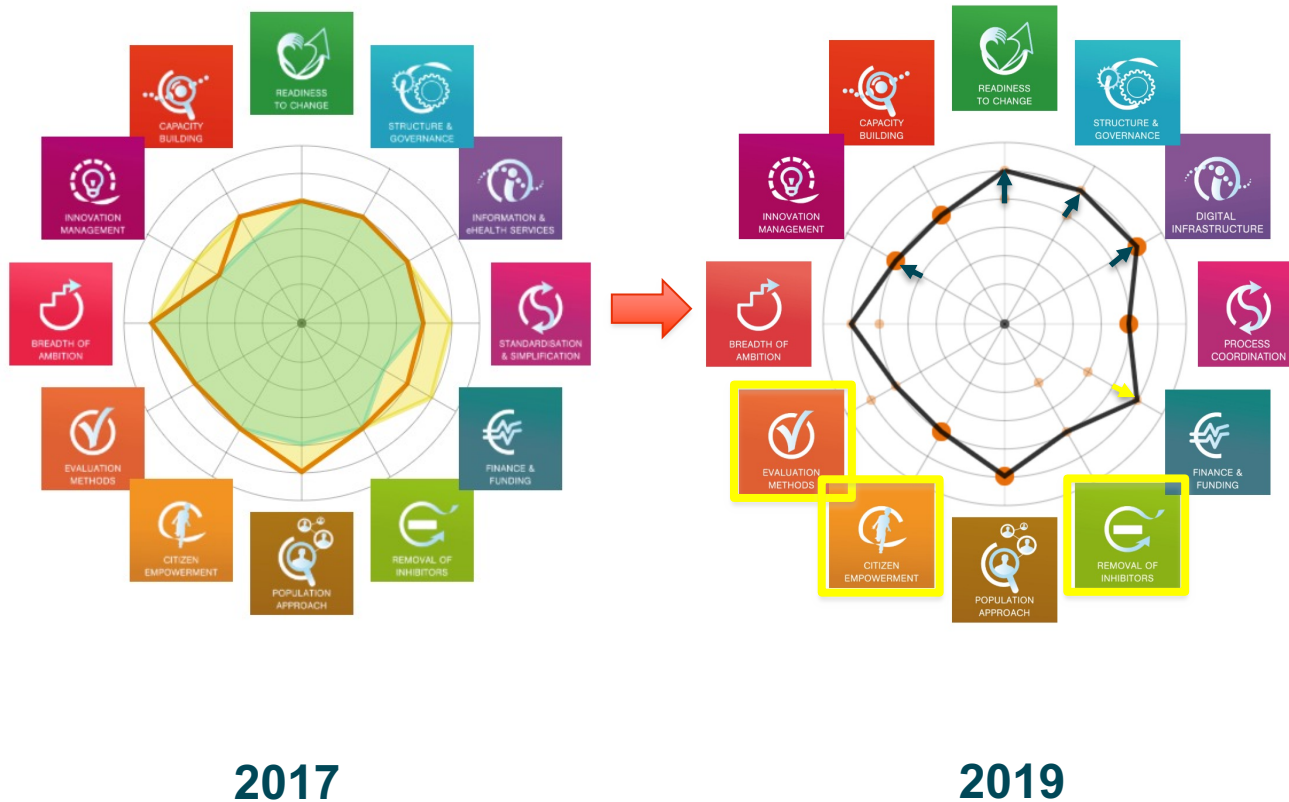 READINESS
TO CHANGE
CAPACITY
BUILDING
STRUCTURE &
GOVERNANCE
INNOVATION
MANAGEMENT
INFORMATION &
eHEALTH SERVICES
BREADTH OF
AMBITION
STANDARDISATION
& SIMPLIFICATION
EVALUATION
METHODS
FINANCE &
FUNDING
CITIZEN
EMPOWERMENT
REMOVAL OF
INHIBITORS
POPULATION
APPROACH
2017
READINESS
TO CHANGE
CAPACITY
BUILDING
STRUCTURE &
GOVERNANCE
INNOVATION
MANAGEMENT
DIGITAL
INFRASTRUCTURE
BREADTH OF
AMBITION
PROCESS
COORDINATION
EVALUATION
METHODS
FINANCE &
FUNDING
CITIZEN
EMPOWERMENT
REMOVAL OF
INHIBITORS
POPULATION
APPROACH
2019